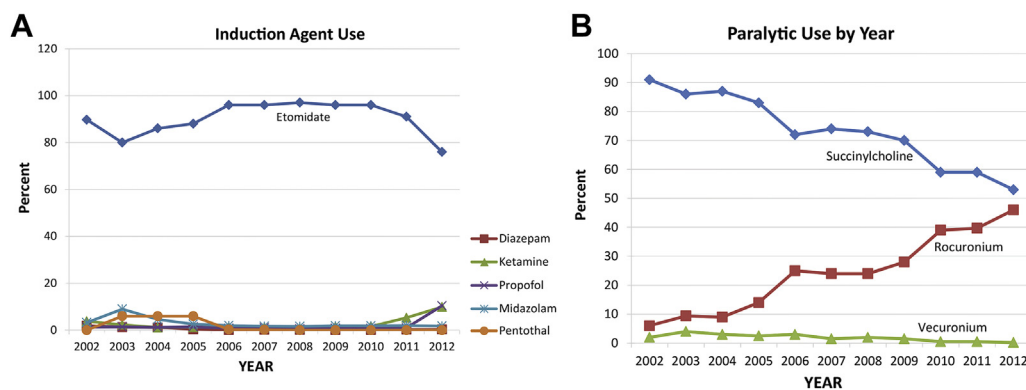 A
Induction Agent Use
120
100
80
60
40
20
0
Percent
Etomidate
2002 2003 2004 2005 2006 2007 2008 2009 2010 2011 2012
YEAR
Diazepam
Ketamine
Propofol
Midazolam
Pentothal
B
Paralytic Use by Year
100
90
80
70
60
50
40
30
20
10
0
Percent
Succinylcholine
Rocuronium
Vecuronium
2002 2003 2004 2005 2006 2007 2008 2009 2010 2011 2012
YEAR